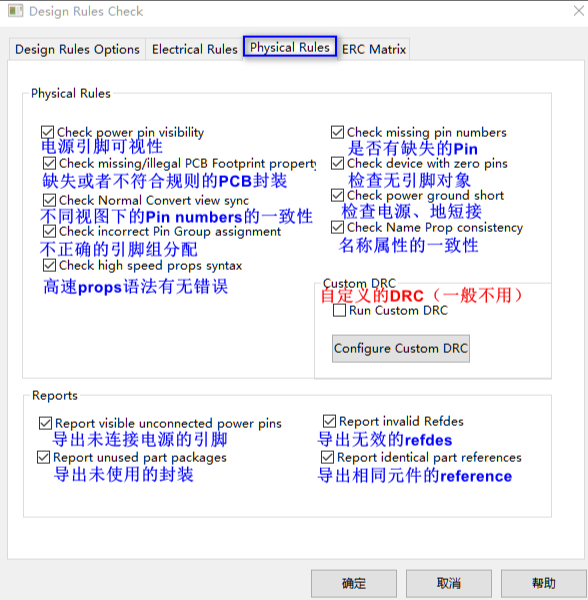 Design Rules Check
Design Rules Options
Electrical Rules
Physical Rules
ERC Matrix
Physical Rules
Check power pin visibility
电源引脚可视性
Check missing/illegal PCB Footprint property
缺失或者不符合规则的PCB封装
Check Normal Convert view sync
不同视图下的Pin numbers的一致性
Check incorrect Pin Group assignment
不正确的引脚组分配
Check high speed props syntax
高速props语法有无错误
Check missing pin numbers
是否有缺失的Pin
Check device with zero pins
检查无引脚对象
Check power ground short
检查电源、地短接
Check Name Prop consistency
名称属性的一致性
Custom DRC
自定义的DRC（一般不用）
Run Custom DRC
Configure Custom DRC
Reports
Report visible unconnected power pins
导出未连接电源的引脚
Report unused part packages
导出未使用的封装
Report invalid Refdes
导出无效的refdes
Report identical part references
导出相同元件的reference
确定
取消
帮助